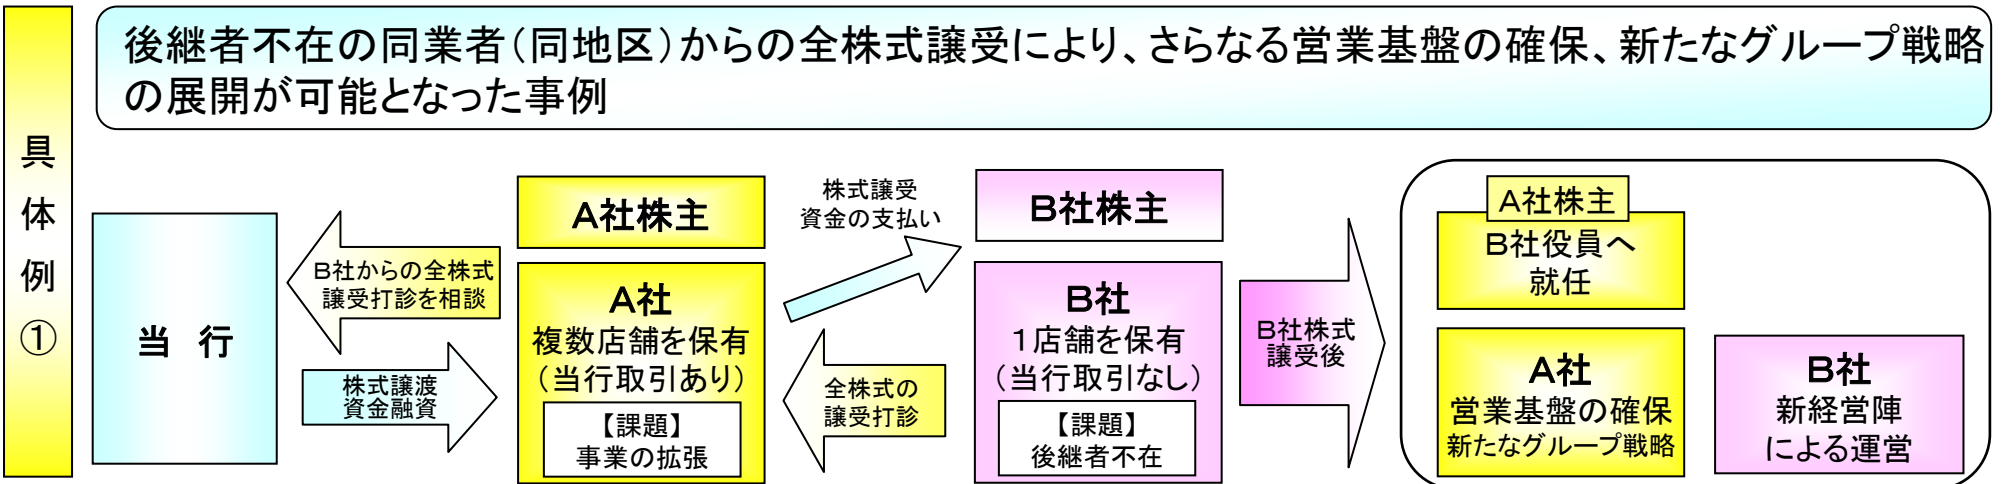 具
体
例
①
後継者不在の同業者（同地区）からの全株式譲受により、さらなる営業基盤の確保、新たなグループ戦略
の展開が可能となった事例
当　行
B社からの全株式
譲受打診を相談
株式譲渡
資金融資
A社株主
A社
複数店舗を保有
（当行取引あり）
【課題】
事業の拡張
株式譲受
資金の支払い
全株式の
譲受打診
B社株主
B社
1店舗を保有
（当行取引なし）
【課題】
後継者不在
B社株式
譲受後
A社株主
B社役員へ
就任
A社
営業基盤の確保
新たなグループ戦略
B社
新経営陣
による運営